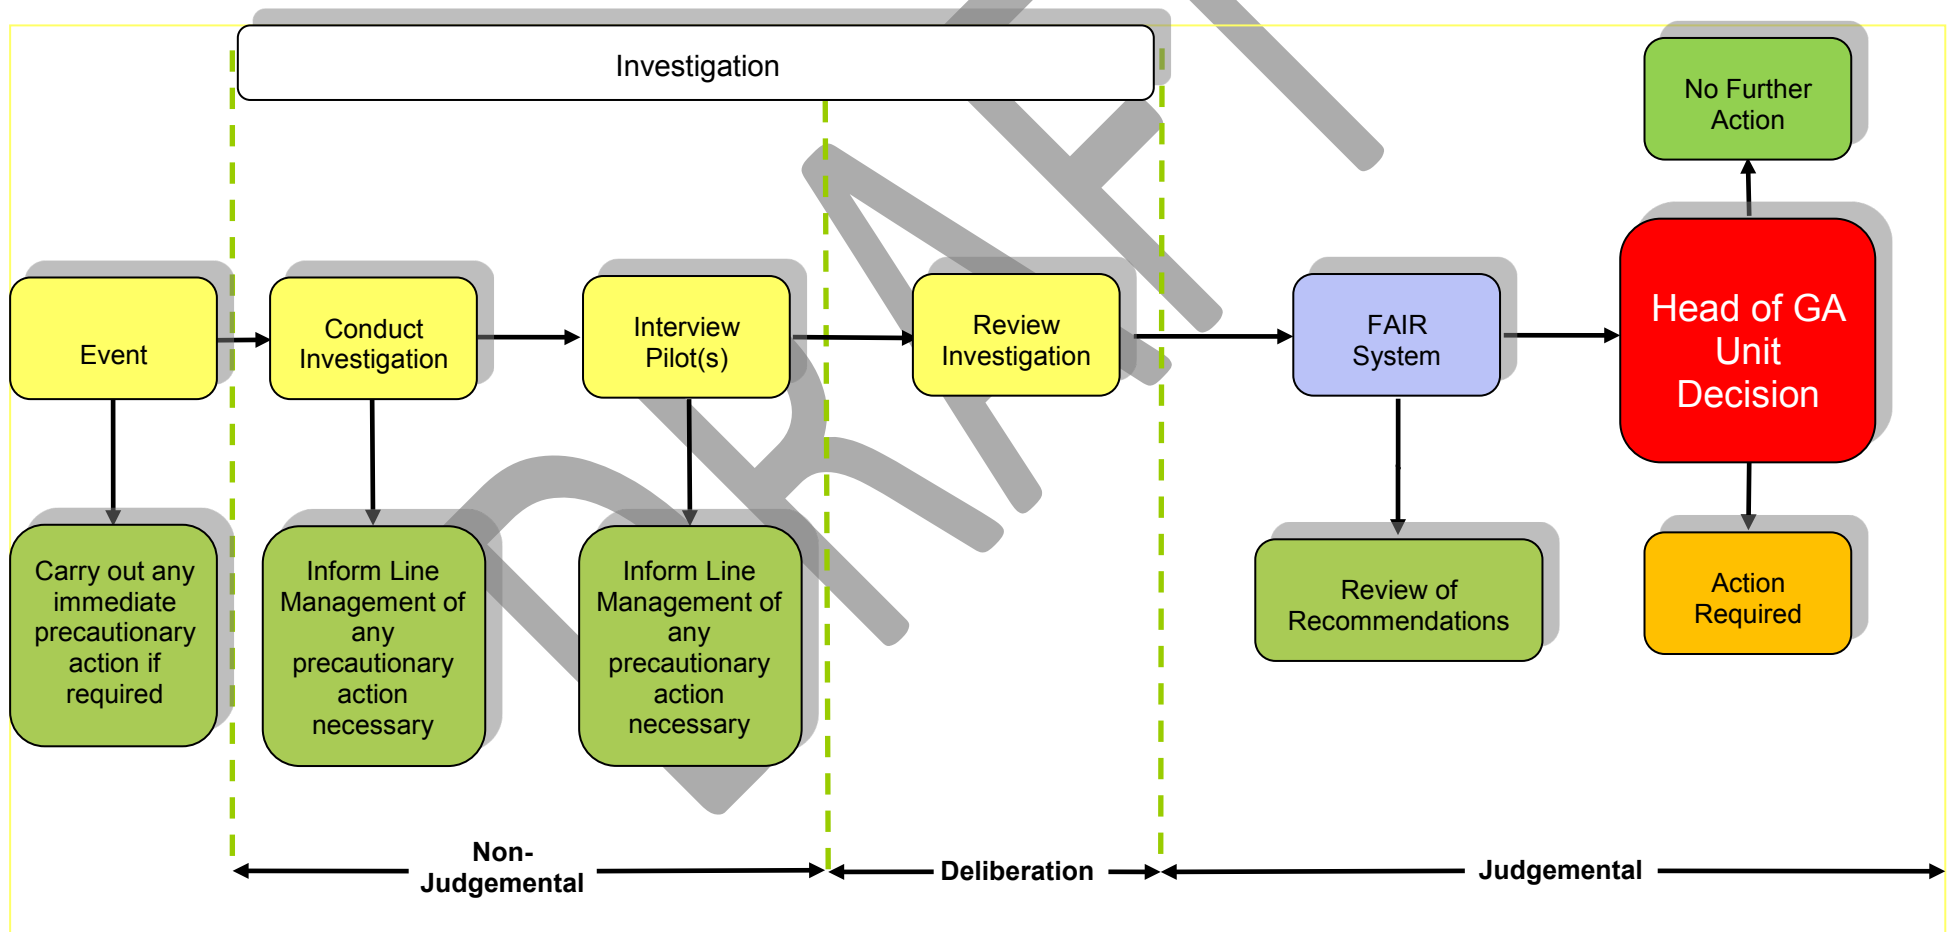 Investigation
No Further
Action
Event
Conduct
Investigation
Interview
Pilot(s)
Review
Investigation
FAIR
System
Head of GA
Unit
Decision
Carry out any
immediate
precautionary
action if
required
Inform Line
Management of
any
precautionary
action
necessary
Inform Line
Management of
any
precautionary
action
necessary
Review of
Recommendations
Action
Required
Non-
Judgemental
Deliberation
Judgemental
DRAFT